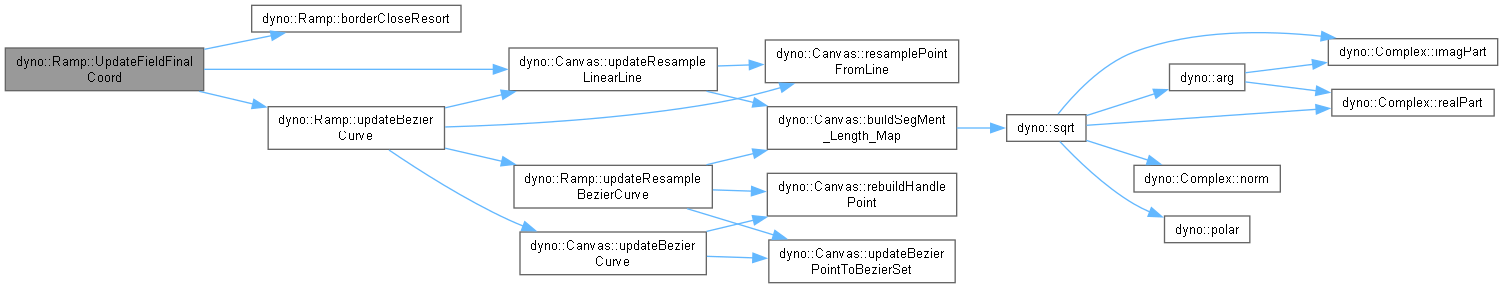 dyno::Ramp::UpdateFieldFinal
Coord
dyno::Ramp::borderCloseResort
dyno::Ramp::updateBezier
Curve
dyno::Canvas::updateResample
LinearLine
dyno::Ramp::updateResample
BezierCurve
dyno::Canvas::updateBezier
Curve
dyno::Canvas::resamplePoint
FromLine
dyno::Canvas::buildSegMent
_Length_Map
dyno::Canvas::rebuildHandle
Point
dyno::Canvas::updateBezier
PointToBezierSet
dyno::sqrt
dyno::arg
dyno::Complex::imagPart
dyno::Complex::realPart
dyno::Complex::norm
dyno::polar